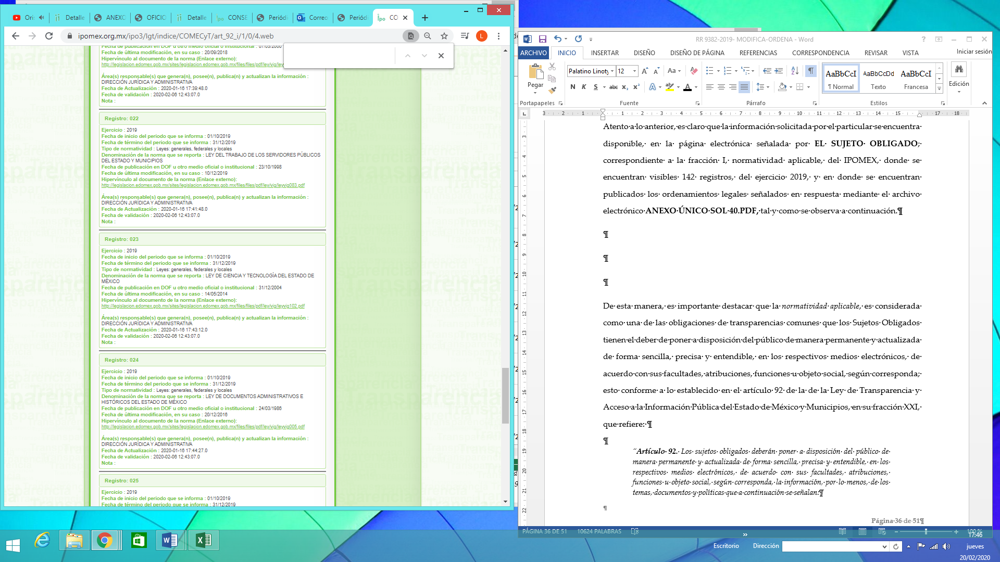 Oris
Detalle
ANEXO
OFICIO
Detalle
CONSE
Periódi
Correo
Periódi
CO
ipomex.org.mx/ipo3/lgt/indice/COMECyT/art_92_i/1/0/4.web
L
Fecha de publicación en DOF u otro medio oficial o institucional : 07/03/2000
Fecha de última modificación, en su caso : 20/09/2018
Hipervínculo al documento de la norma (Enlace externo):
http://legislacion.edomex.gob.mx/sites/legislacion.edomex.gob.mx/files/files/pdf/ley/vig/leyv
Área(s) responsable(s) que genera(n), posee(n), publica(n) y actualizan la información :
DIRECCIÓN JURÍDICA Y ADMINISTRATIVA
Fecha de Actualización : 2020-01-16 17:39:48.0
Fecha de validación : 2020-02-06 12:43:07.0
Nota :
Registro: 022
Ejercicio : 2019
Fecha de inicio del periodo que se informa : 01/10/2019
Fecha de término del periodo que se informa : 31/12/2019
Tipo de normatividad : Leyes: generales, federales y locales
Denominación de la norma que se reporta : LEY DEL TRABAJO DE LOS SERVIDORES PÚBLICOS
DEL ESTADO Y MUNICIPIOS
Fecha de publicación en DOF u otro medio oficial o institucional : 23/10/1998
Fecha de última modificación, en su caso : 10/12/2019
Hipervínculo al documento de la norma (Enlace externo):
http://legislacion.edomex.gob.mx/sites/legislacion.edomex.gob.mx/files/files/pdf/ley/vig/leyvig083.pdf
Área(s) responsable(s) que genera(n), posee(n), publica(n) y actualizan la información :
DIRECCIÓN JURÍDICA Y ADMINISTRATIVA
Fecha de Actualización : 2020-01-16 17:41:48.0
Fecha de validación : 2020-02-06 12:43:07.0
Nota :
Registro: 023
Ejercicio : 2019
Fecha de inicio del periodo que se informa : 01/10/2019
Fecha de término del periodo que se informa : 31/12/2019
Tipo de normatividad : Leyes: generales, federales y locales
Denominación de la norma que se reporta : LEY DE CIENCIA Y TECNOLOGÍA DEL ESTADO DE
MÉXICO
Fecha de publicación en DOF u otro medio oficial o institucional : 31/12/2004
Fecha de última modificación, en su caso : 14/05/2014
Hipervínculo al documento de la norma (Enlace externo):
http://legislacion.edomex.gob.mx/sites/legislacion.edomex.gob.mx/files/files/pdf/ley/vig/leyvig102.pdf
Área(s) responsable(s) que genera(n), posee(n), publica(n) y actualizan la información :
DIRECCIÓN JURÍDICA Y ADMINISTRATIVA
Fecha de Actualización : 2020-01-16 17:43:12.0
Fecha de validación : 2020-02-06 12:43:07.0
Nota :
Registro: 024
Ejercicio : 2019
Fecha de inicio del periodo que se informa : 01/10/2019
Fecha de término del periodo que se informa : 31/12/2019
Tipo de normatividad : Leyes: generales, federales y locales
Denominación de la norma que se reporta : LEY DE DOCUMENTOS ADMINISTRATIVOS E
HISTÓRICOS DEL ESTADO DE MÉXICO
Fecha de publicación en DOF u otro medio oficial o institucional : 24/03/1986
Fecha de última modificación, en su caso : 20/12/2016
Hipervínculo al documento de la norma (Enlace externo):
http://legislacion.edomex.gob.mx/sites/legislacion.edomex.gob.mx/files/files/pdf/ley/vig/leyvig005.pdf
Área(s) responsable(s) que genera(n), posee(n), publica(n) y actualizan la información :
DIRECCIÓN JURÍDICA Y ADMINISTRATIVA
Fecha de Actualización : 2020-01-16 17:44:27.0
Fecha de validación : 2020-02-06 12:43:07.0
Nota :
Registro: 025
Ejercicio : 2019
Fecha de inicio del periodo que se informa : 01/10/2019
Fecha de término del periodo que se informa : 31/12/2019
RR 9382-2019- MODIFICA-ORDENA - Word
ARCHIVO INICIO INSERTAR DISEÑO DISEÑO DE PÁGINA REFERENCIAS CORRESPONDENCIA REVISAR VISTA Iniciar sesión
Palatino Linoty 12
Pegar
N K S abc x₂ x²
AaBbCcI AaBbCcDd AaBbCcI
¶ Normal Texto Francesa
Edición
Portapapeles Fuente Párrafo Estilos
Atento a lo anterior, es claro que la información solicitada por el particular se encuentra
disponible, en la página electrónica señalada por EL SUJETO OBLIGADO;
correspondiente a la fracción I, normatividad aplicable, del IPOMEX, donde se
encuentran visibles 142 registros, del ejercicio 2019, y en donde se encuentran
publicados los ordenamientos legales señalados en respuesta mediante el archivo
electrónico ANEXO ÚNICO SOL 40.PDF, tal y como se observa a continuación.¶
¶
¶
¶
De esta manera, es importante destacar que la normatividad aplicable, es considerada
como una de las obligaciones de transparencias comunes que los Sujetos Obligados
tienen el deber de poner a disposición del público de manera permanente y actualizada
de forma sencilla, precisa y entendible, en los respectivos medios electrónicos, de
acuerdo con sus facultades, atribuciones, funciones u objeto social, según corresponda;
esto conforme a lo establecido en el artículo 92 de la de la Ley de Transparencia y
Acceso a la Información Pública del Estado de México y Municipios, en su fracción XXI,
que refiere: ¶
¶
“Artículo 92. Los sujetos obligados deberán poner a disposición del público de
manera permanente y actualizada de forma sencilla, precisa y entendible, en los
respectivos medios electrónicos, de acuerdo con sus facultades, atribuciones,
funciones u objeto social, según corresponda, la información, por lo menos, de los
temas, documentos y políticas que a continuación se señalan:¶
¶
Página 36 de 51¶
PÁGINA 36 DE 51 10624 PALABRAS 100 %
Escritorio Dirección
17:46
jueves
20/02/2020